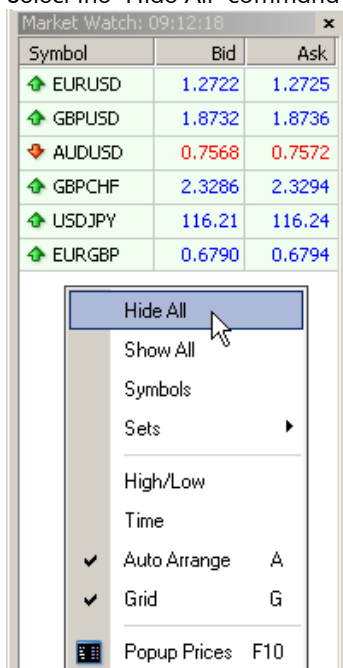 Select the "Hide All" command
Market Watch: 09:12:18
Symbol Bid Ask
EURUSD 1.2722 1.2725
GBPUSD 1.8732 1.8736
AUDUSD 0.7568 0.7572
GBPCHF 2.3286 2.3294
USDJPY 116.21 116.24
EURGBP 0.6790 0.6794
Hide All
Show All
Symbols
Sets
High/Low
Time
Auto Arrange A
Grid G
Popup Prices F10